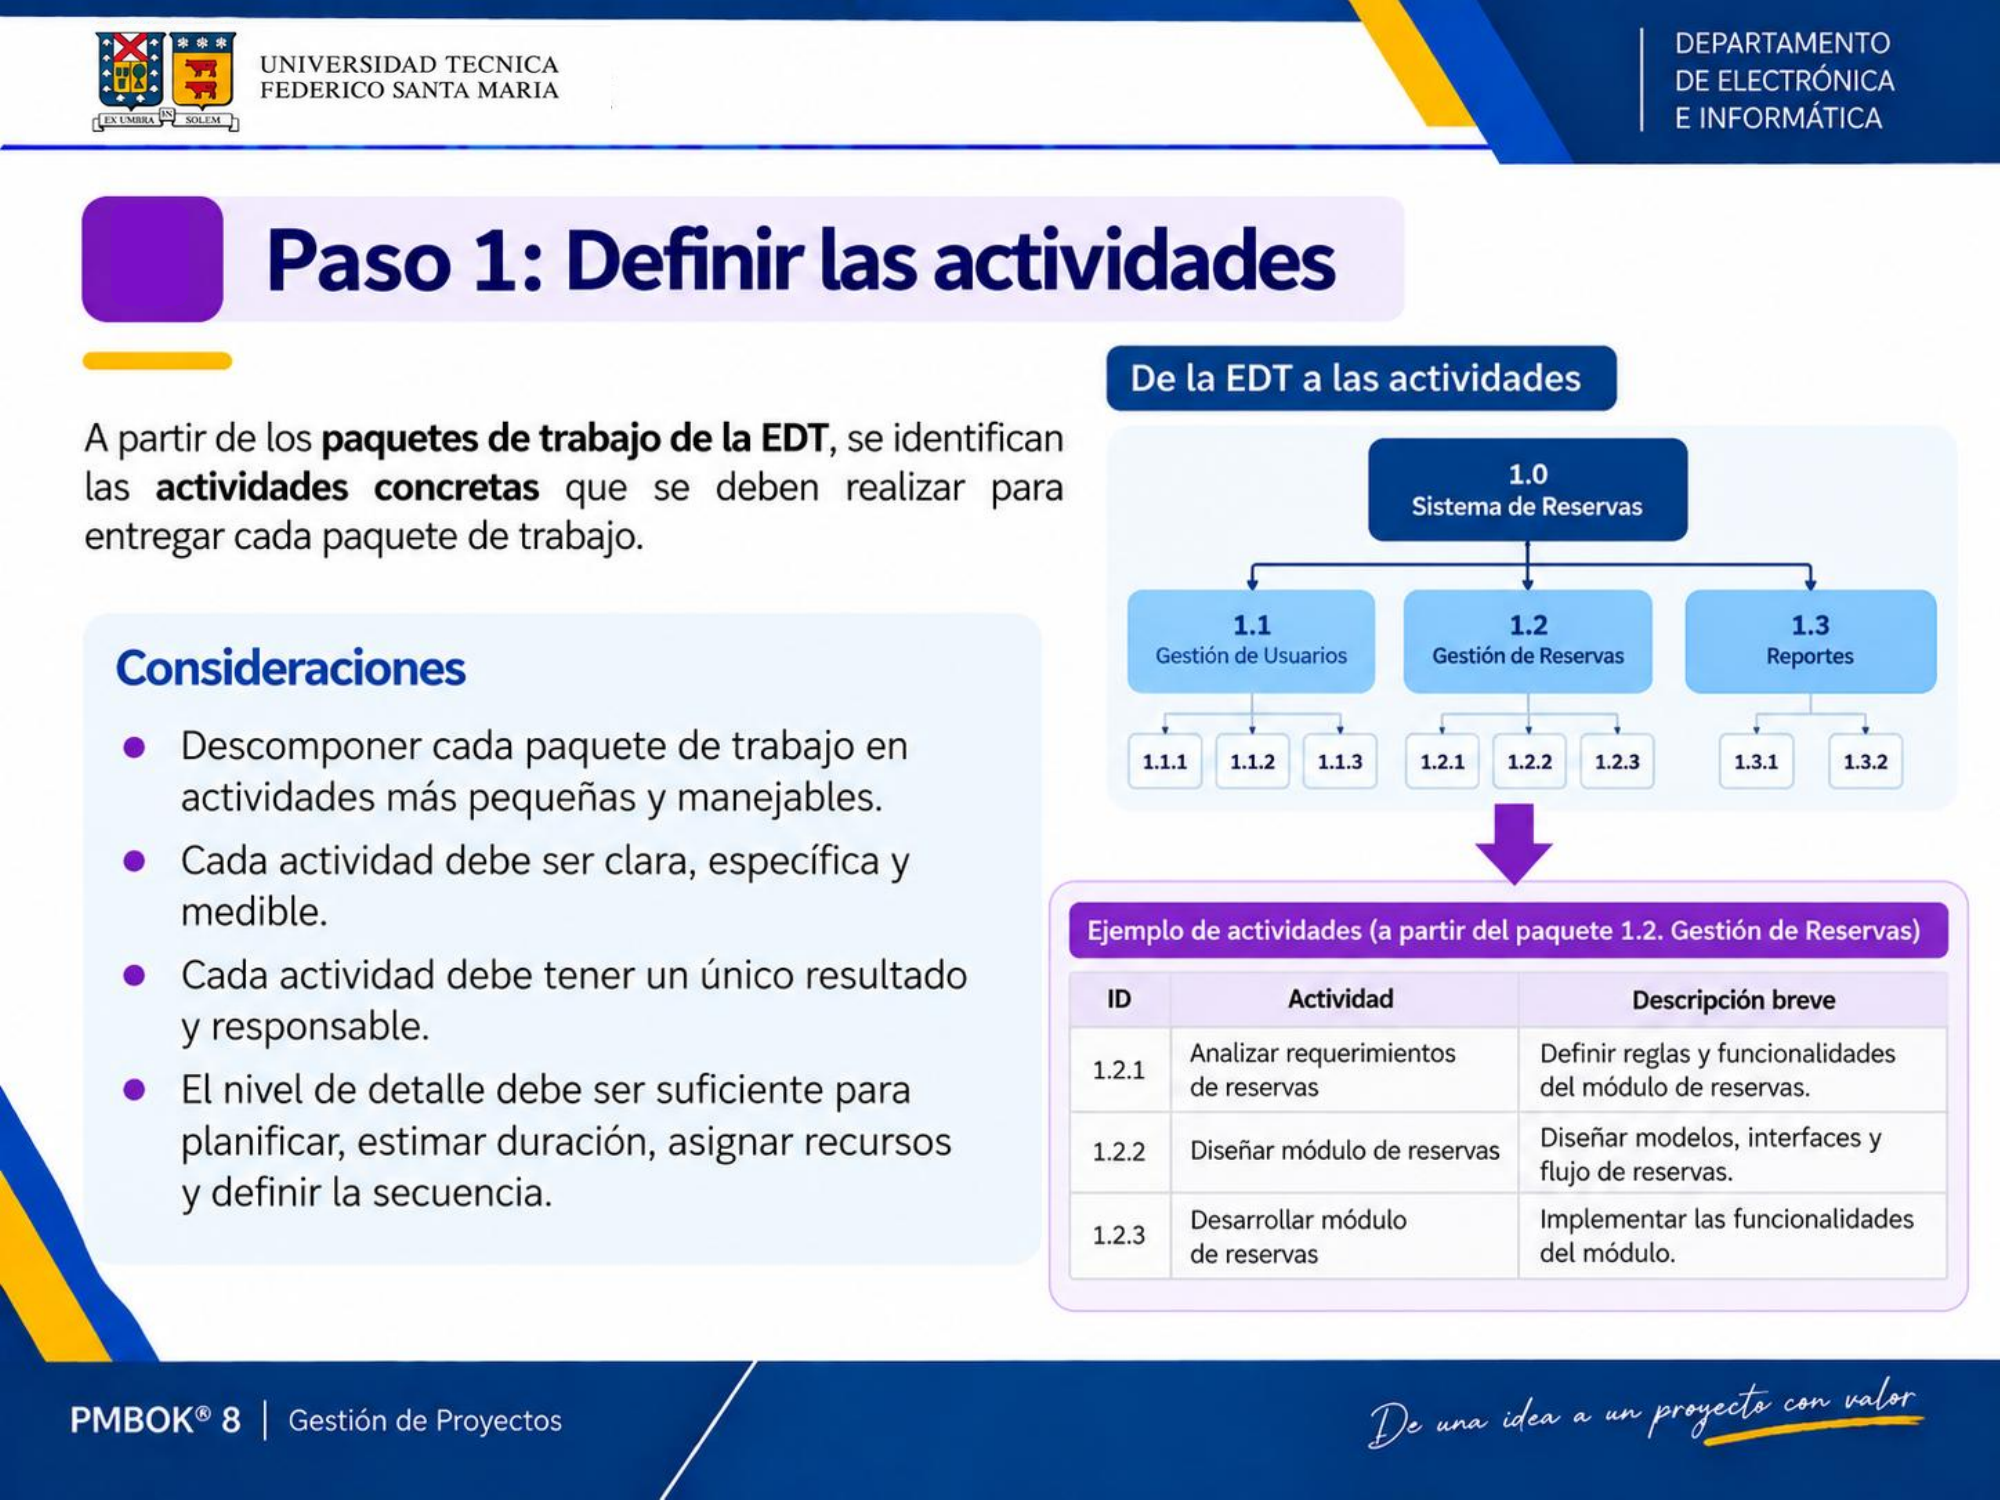 EX UMBRA IN SOLEM
UNIVERSIDAD TECNICA
FEDERICO SANTA MARIA
DEPARTAMENTO
DE ELECTRÓNICA
E INFORMÁTICA
Paso 1: Definir las actividades
A partir de los paquetes de trabajo de la EDT, se identifican
las actividades concretas que se deben realizar para
entregar cada paquete de trabajo.
Consideraciones
● Descomponer cada paquete de trabajo en
actividades más pequeñas y manejables.
● Cada actividad debe ser clara, específica y
medible.
● Cada actividad debe tener un único resultado
y responsable.
● El nivel de detalle debe ser suficiente para
planificar, estimar duración, asignar recursos
y definir la secuencia.
De la EDT a las actividades
1.0
Sistema de Reservas
1.1
Gestión de Usuarios
1.2
Gestión de Reservas
1.3
Reportes
1.1.1 1.1.2 1.1.3 1.2.1 1.2.2 1.2.3 1.3.1 1.3.2
Ejemplo de actividades (a partir del paquete 1.2. Gestión de Reservas)
ID Actividad Descripción breve
1.2.1
Analizar requerimientos
de reservas
Definir reglas y funcionalidades
del módulo de reservas.
1.2.2
Diseñar módulo de reservas
Diseñar modelos, interfaces y
flujo de reservas.
1.2.3
Desarrollar módulo
de reservas
Implementar las funcionalidades
del módulo.
PMBOK® 8 | Gestión de Proyectos
De una idea a un proyecto con valor